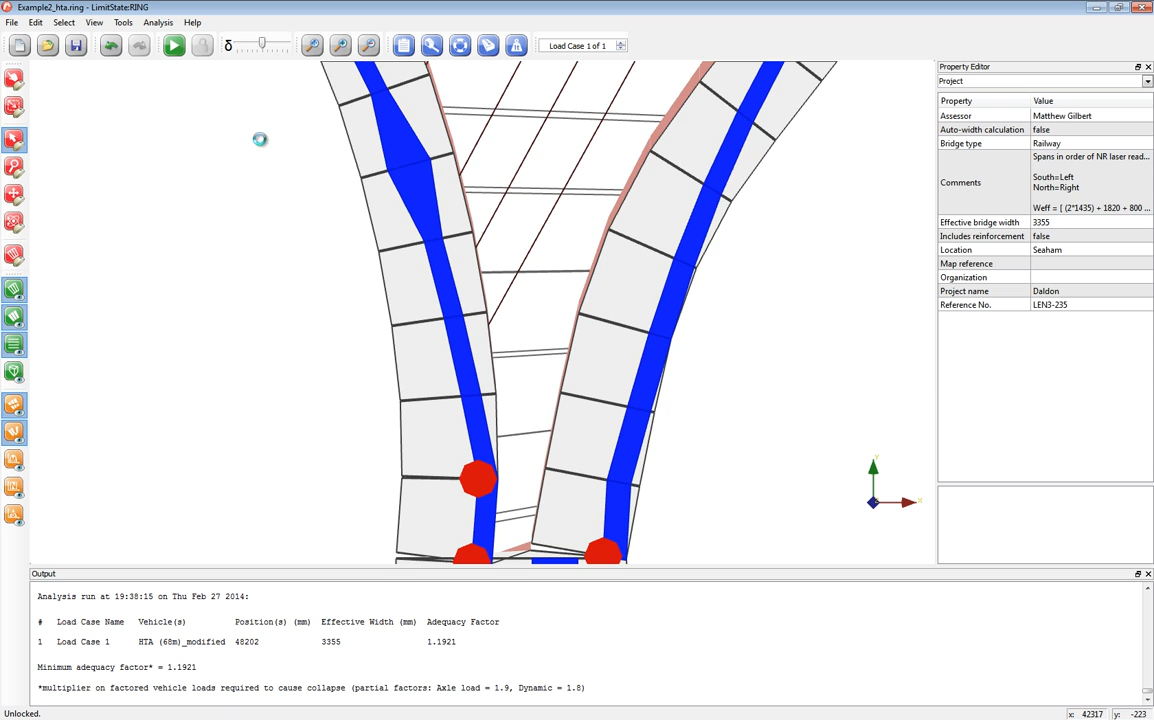 Example2_hta.ring - LimitState:RING
File Edit Select View Tools Analysis Help
δ
Load Case 1 of 1
Property Editor
Project
Property Value
Assessor Matthew Gilbert
Auto-width calculation false
Bridge type Railway
Comments
Spans in order of NR laser read...
South=Left
North=Right
Weff = [ (2*1435) + 1820 + 800 ...
Effective bridge width 3355
Includes reinforcement false
Location Seaham
Map reference
Organization
Project name Daldon
Reference No. LEN3-235
Y
X
Output
Analysis run at 19:38:15 on Thu Feb 27 2014:
# Load Case Name Vehicle(s) Position(s) (mm) Effective Width (mm) Adequacy Factor
1 Load Case 1 HTA (68m)_modified 48202 3355 1.1921
Minimum adequacy factor* = 1.1921
*multiplier on factored vehicle loads required to cause collapse (partial factors: Axle load = 1.9, Dynamic = 1.8)
Unlocked.
x: 42317 y: -223